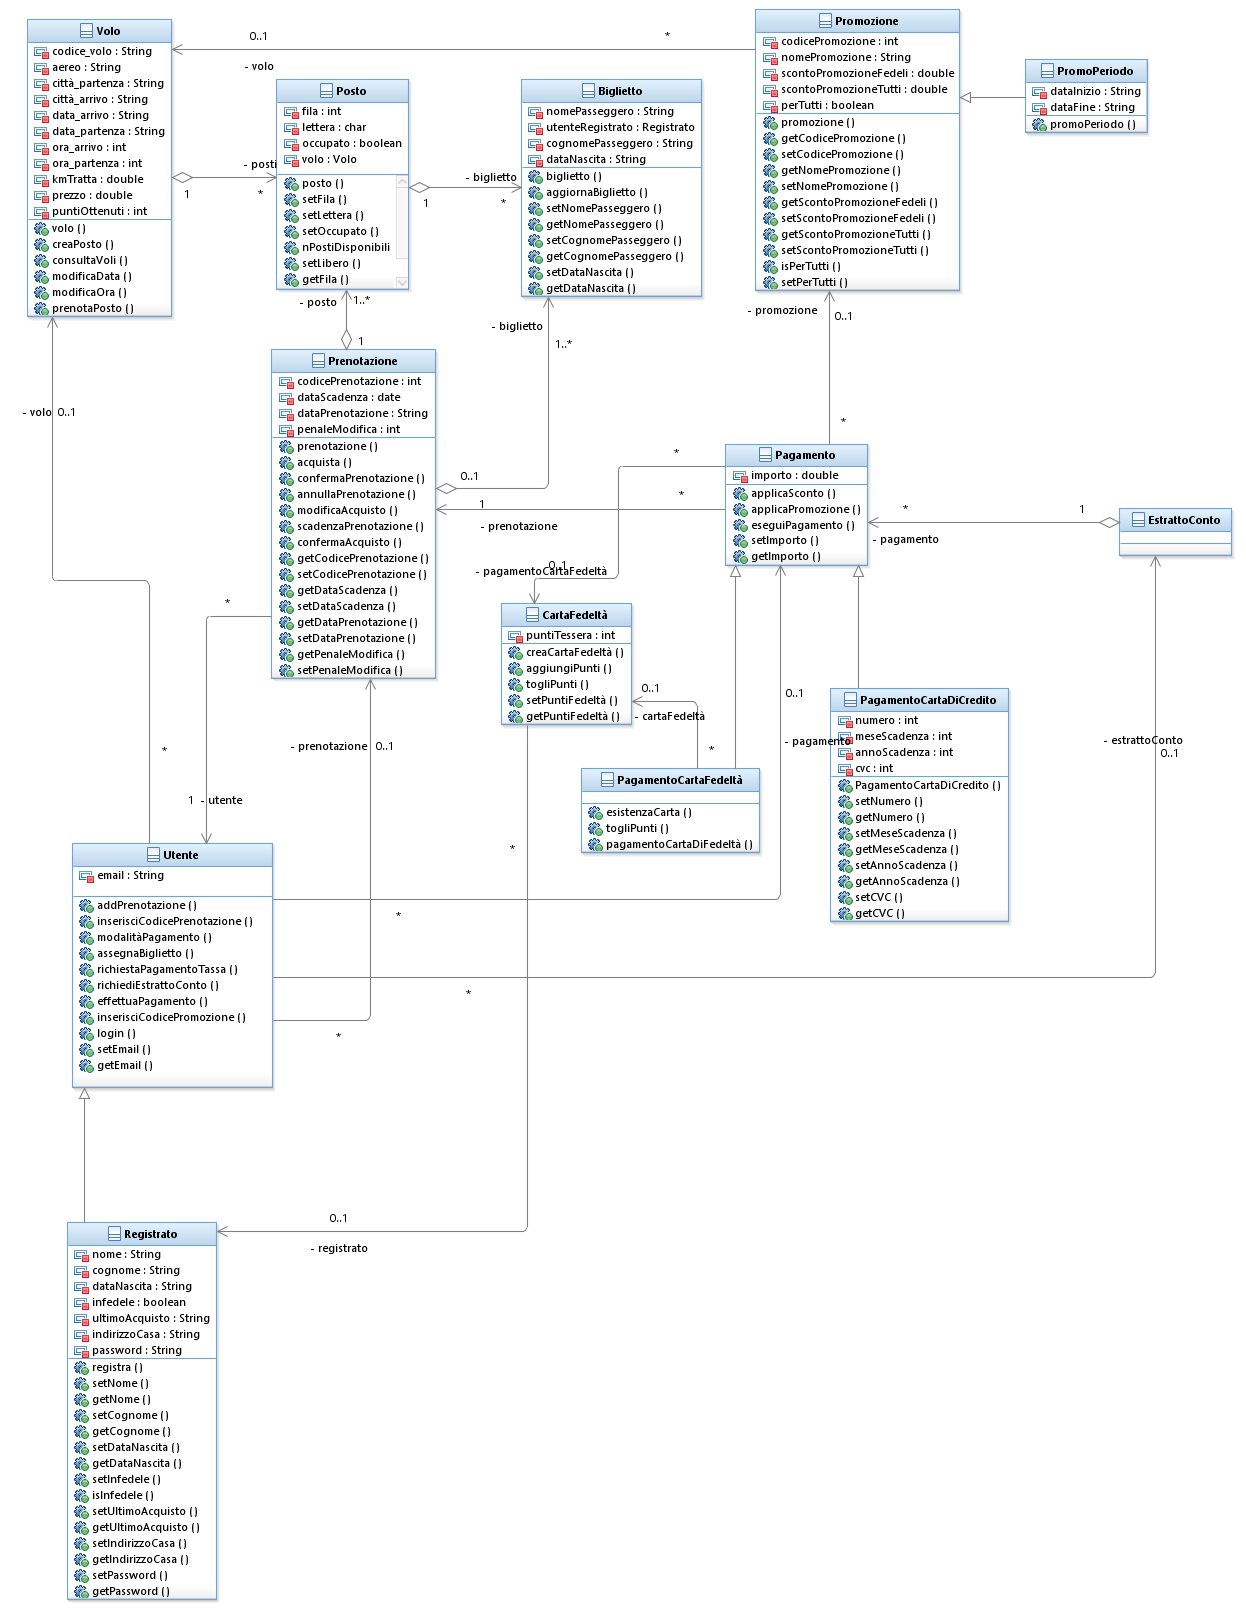 Volo
codice_volo : String
aereo : String
città_partenza : String
città_arrivo : String
data_arrivo : String
data_partenza : String
ora_arrivo : int
ora_partenza : int
kmTratta : double
prezzo : double
puntiOttenuti : int
volo ( )
creaPosto ( )
consultaVoli ( )
modificaData ( )
modificaOra ( )
prenotaPosto ( )
0..1
*
- volo
Promozione
codicePromozione : int
nomePromozione : String
scontoPromozioneFedeli : double
scontoPromozioneTutti : double
perTutti : boolean
promozione ( )
getCodicePromozione ( )
setCodicePromozione ( )
getNomePromozione ( )
setNomePromozione ( )
getScontoPromozioneFedeli ( )
setScontoPromozioneFedeli ( )
getScontoPromozioneTutti ( )
setScontoPromozioneTutti ( )
isPerTutti ( )
setPerTutti ( )
PromoPeriodo
dataInizio : String
dataFine : String
promoPeriodo ( )
Posto
fila : int
lettera : char
occupato : boolean
volo : Volo
posto ( )
setFila ( )
setLettera ( )
setOccupato ( )
nPostiDisponibili
setLibero ( )
getFila ( )
- posti
1
*
Biglietto
nomePasseggero : String
utenteRegistrato : Registrato
cognomePasseggero : String
dataNascita : String
biglietto ( )
aggiornaBiglietto ( )
setNomePasseggero ( )
getNomePasseggero ( )
setCognomePasseggero ( )
getCognomePasseggero ( )
setDataNascita ( )
getDataNascita ( )
- biglietto
1
*
- posto
1..*
1
- biglietto
1..*
- promozione
0..1
*
Prenotazione
codicePrenotazione : int
dataScadenza : date
dataPrenotazione : String
penaleModifica : int
prenotazione ( )
acquista ( )
confermaPrenotazione ( )
annullaPrenotazione ( )
modificaAcquisto ( )
scadenzaPrenotazione ( )
confermaAcquisto ( )
getCodicePrenotazione ( )
setCodicePrenotazione ( )
getDataScadenza ( )
setDataScadenza ( )
getDataPrenotazione ( )
setDataPrenotazione ( )
getPenaleModifica ( )
setPenaleModifica ( )
- volo
0..1
0..1
*
*
1
- prenotazione
Pagamento
importo : double
applicaSconto ( )
applicaPromozione ( )
eseguiPagamento ( )
setImporto ( )
getImporto ( )
*
1
- pagamento
EstrattoConto
0..1
- pagamentoCartaFedeltà
CartaFedeltà
puntiTessera : int
creaCartaFedeltà ( )
aggiungiPunti ( )
togliPunti ( )
setPuntiFedeltà ( )
getPuntiFedeltà ( )
*
0..1
- cartaFedeltà
*
0..1
- pagamento
PagamentoCartaDiCredito
numero : int
meseScadenza : int
annoScadenza : int
cvc : int
PagamentoCartaDiCredito ( )
setNumero ( )
getNumero ( )
setMeseScadenza ( )
getMeseScadenza ( )
setAnnoScadenza ( )
getAnnoScadenza ( )
setCVC ( )
getCVC ( )
- estrattoConto
0..1
PagamentoCartaFedeltà
esistenzaCarta ( )
togliPunti ( )
pagamentoCartaDiFedeltà ( )
- prenotazione
0..1
*
1
- utente
*
Utente
email : String
addPrenotazione ( )
inserisciCodicePrenotazione ( )
modalitàPagamento ( )
assegnaBiglietto ( )
richiestaPagamentoTassa ( )
richiediEstrattoConto ( )
effettuaPagamento ( )
inserisciCodicePromozione ( )
login ( )
setEmail ( )
getEmail ( )
*
*
*
0..1
- registrato
Registrato
nome : String
cognome : String
dataNascita : String
infedele : boolean
ultimoAcquisto : String
indirizzoCasa : String
password : String
registra ( )
setNome ( )
getNome ( )
setCognome ( )
getCognome ( )
setDataNascita ( )
getDataNascita ( )
setInfedele ( )
isInfedele ( )
setUltimoAcquisto ( )
getUltimoAcquisto ( )
setIndirizzoCasa ( )
getIndirizzoCasa ( )
setPassword ( )
getPassword ( )